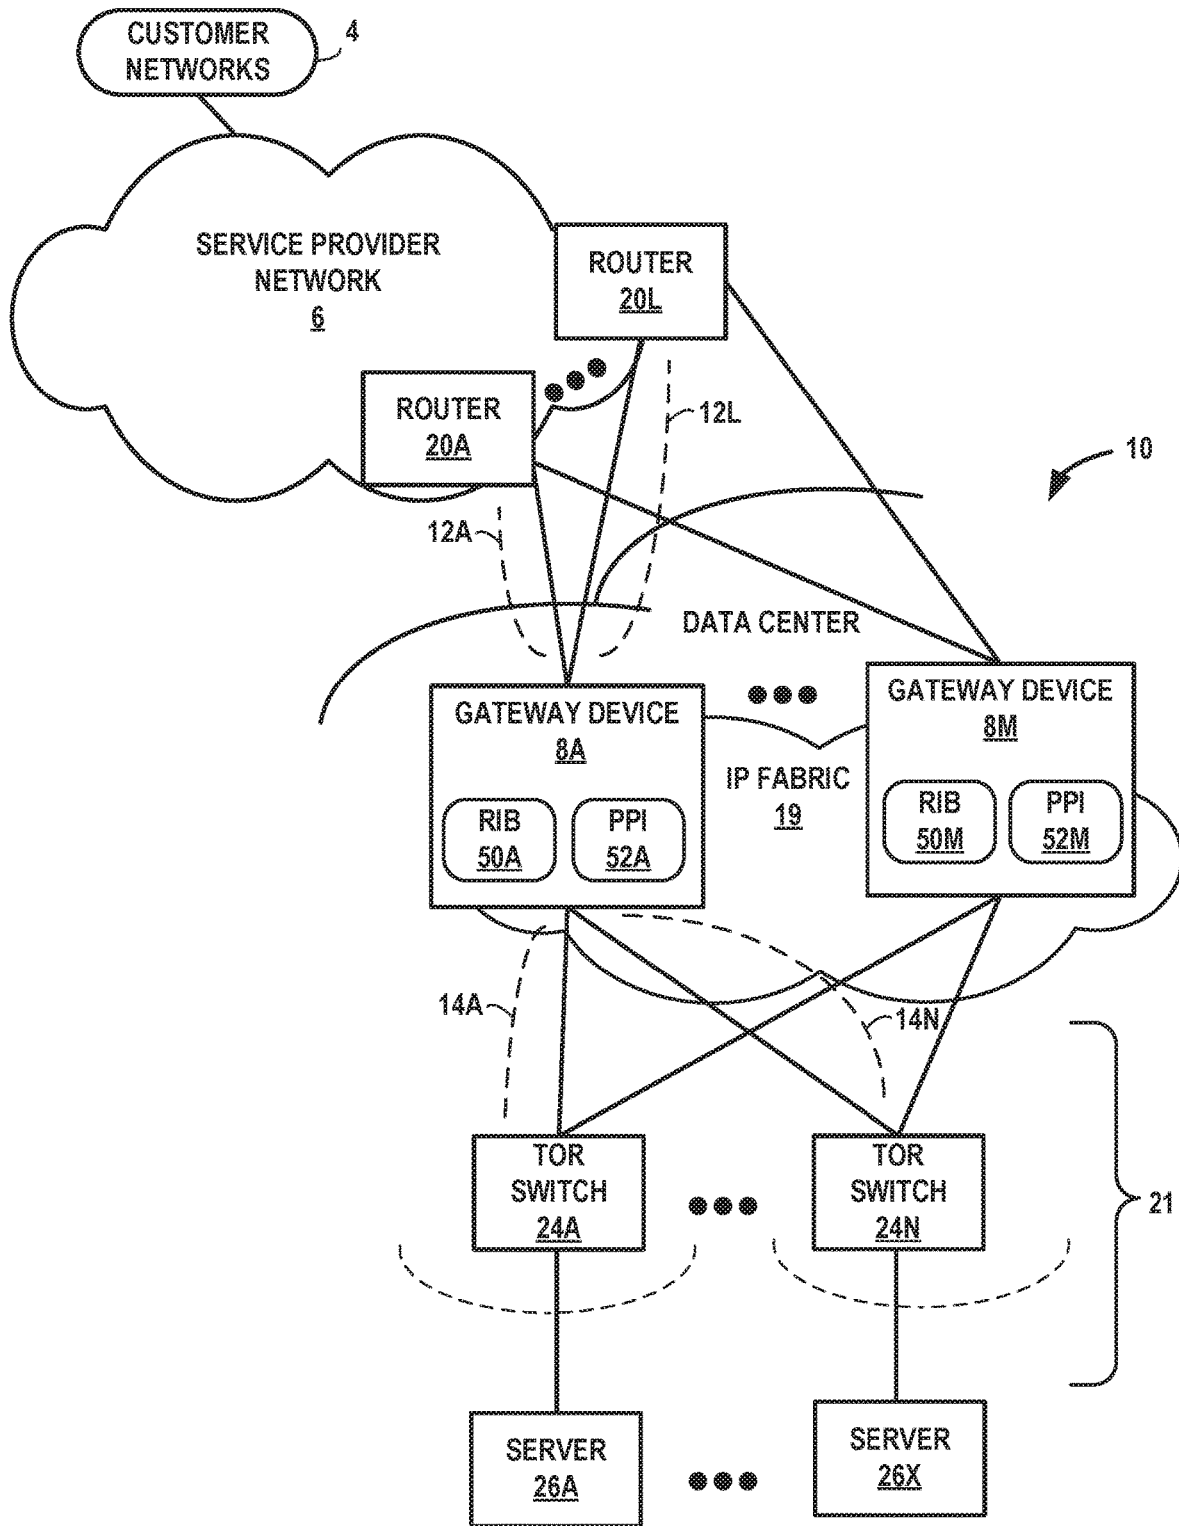 CUSTOMER
NETWORKS
4
SERVICE PROVIDER
NETWORK
6
ROUTER
20L
ROUTER
20A
12L
10
12A
DATA CENTER
GATEWAY DEVICE
8A
GATEWAY DEVICE
8M
IP FABRIC
19
RIB
50A
PPI
52A
RIB
50M
PPI
52M
14A
14N
TOR
SWITCH
24A
TOR
SWITCH
24N
21
SERVER
26A
SERVER
26X